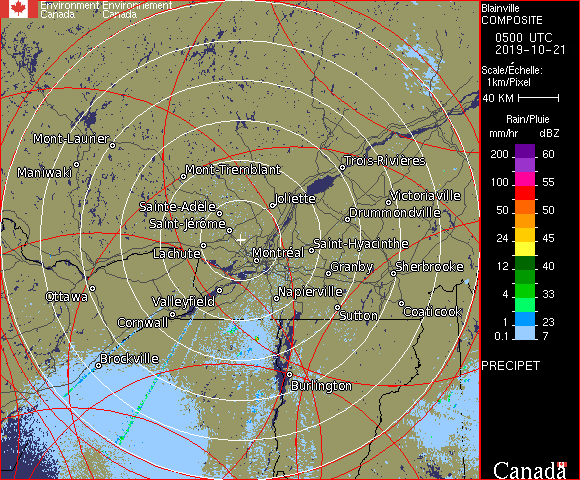 Environment Environnement
Canada Canada
Blainville
COMPOSITE
0500 UTC
2019-10-21
Scale/Échelle:
1km/Pixel
40 KM
Rain/Pluie
mm/hr dBZ
200 60
100 55
50 50
24 45
12 40
4 33
1 23
0.1 7
PRECIPET
Canada
Mont-Laurier
Maniwaki
Mont-Tremblant
Trois-Rivières
Joliette
Victoriaville
Sainte-Adèle
Drummondville
Saint-Jérôme
Saint-Hyacinthe
Lachute
Montréal
Granby
Sherbrooke
Ottawa
Valleyfield
Napierville
Cornwall
Sutton
Coaticook
Brockville
Burlington